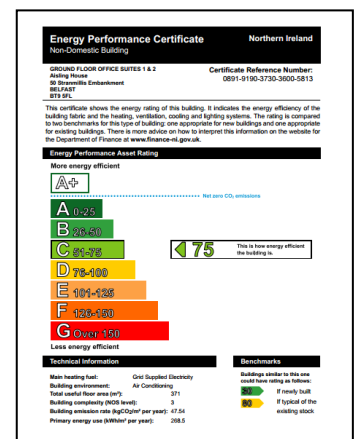 Energy Performance Certificate
Northern Ireland
Non-Domestic Building
GROUND FLOOR OFFICE SUITES 1 & 2
Aisling House
50 Stranmillis Embankment
BELFAST
BT9 5FL
Certificate Reference Number:
0891-9190-3730-3600-5813
This certificate shows the energy rating of this building. It indicates the energy efficiency of the
building fabric and the heating, ventilation, cooling and lighting systems. The rating is compared
to two benchmarks for this type of building: one appropriate for new buildings and one appropriate
for existing buildings. There is more advice on how to interpret this information on the website for
the Department of Finance at www.finance-ni.gov.uk.
Energy Performance Asset Rating
More energy efficient
A+
Net zero CO₂ emissions
A 0-25
B 26-50
C 51-75
75
This is how energy efficient
the building is.
D 76-100
E 101-125
F 126-150
G Over 150
Less energy efficient
Technical Information
Main heating fuel: Grid Supplied Electricity
Building environment: Air Conditioning
Total useful floor area (m²): 371
Building complexity (NOS level): 3
Building emission rate (kgCO₂/m² per year): 47.54
Primary energy use (kWh/m² per year): 268.5
Benchmarks
Buildings similar to this one
could have rating as follows:
30 If newly built
80 If typical of the
existing stock